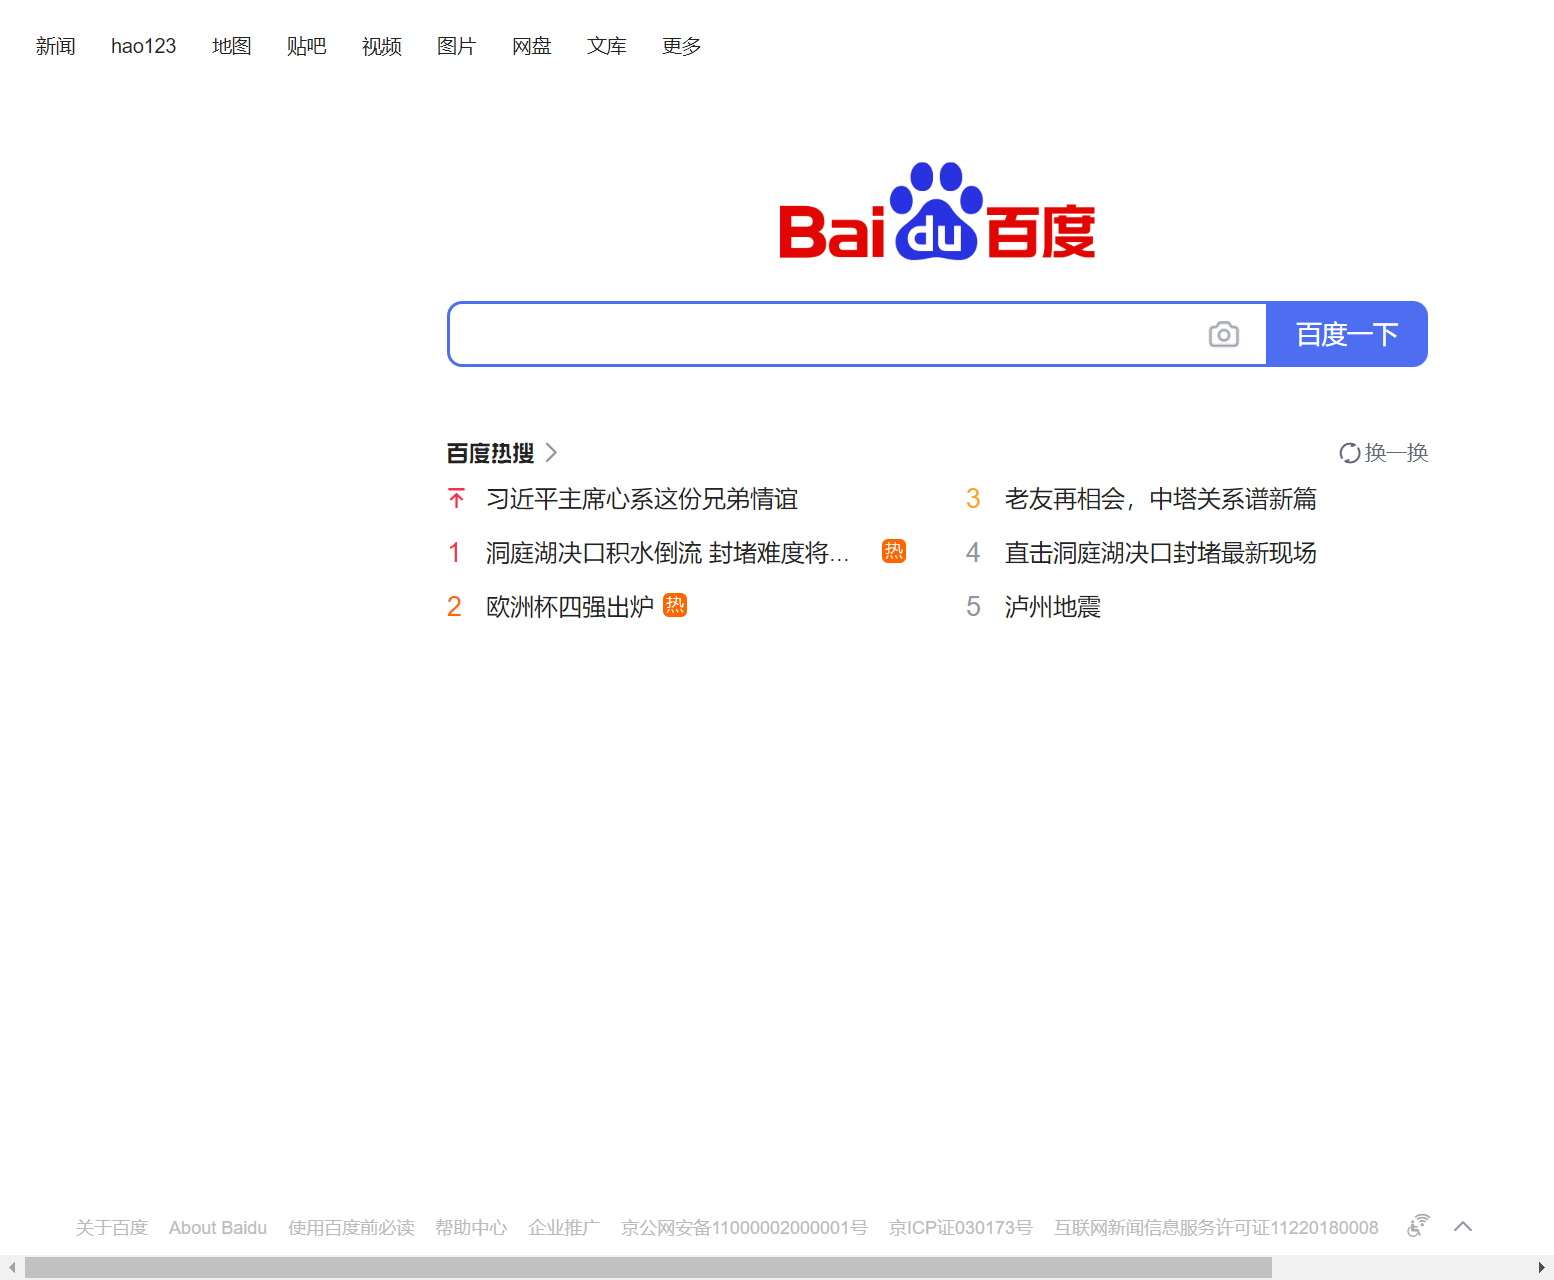 新闻 hao123 地图 贴吧 视频 图片 网盘 文库 更多
Bai du 百度
百度一下
百度热搜 换一换
习近平主席心系这份兄弟情谊
1 洞庭湖决口积水倒流 封堵难度将... 热
2 欧洲杯四强出炉 热
3 老友再相会，中塔关系谱新篇
4 直击洞庭湖决口封堵最新现场
5 泸州地震
关于百度 About Baidu 使用百度前必读 帮助中心 企业推广 京公网安备11000002000001号 京ICP证030173号 互联网新闻信息服务许可证11220180008